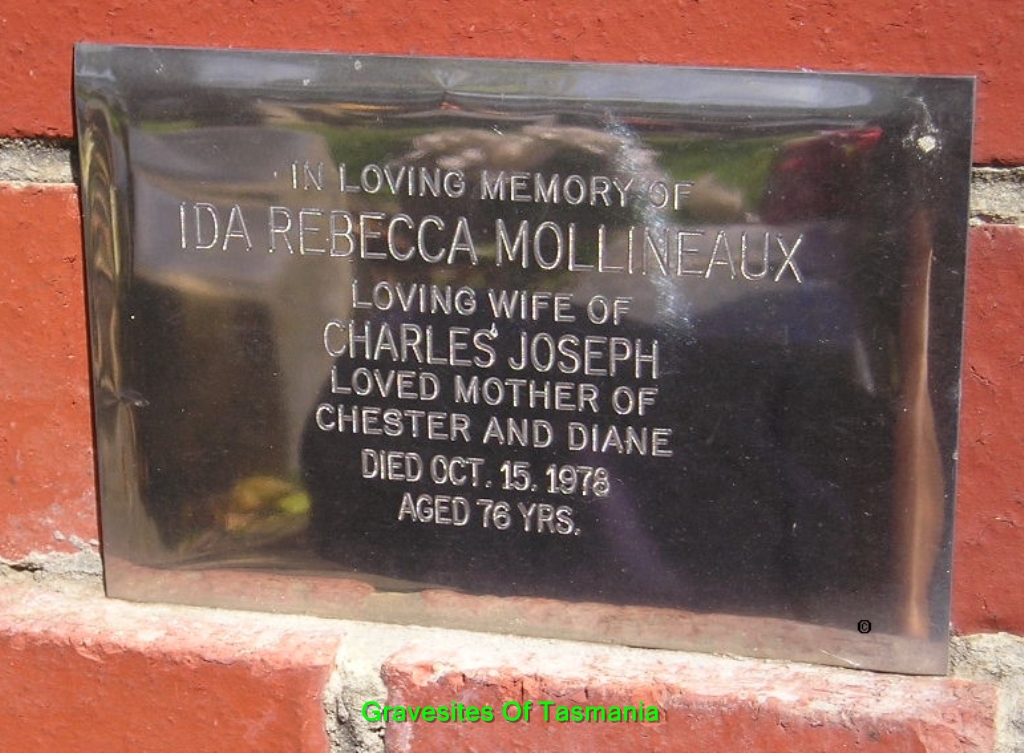 IN LOVING MEMORY OF
IDA REBECCA MOLLINEAUX
LOVING WIFE OF
CHARLES JOSEPH
LOVED MOTHER OF
CHESTER AND DIANE
DIED OCT. 15. 1978
AGED 76 YRS.
©
Gravesites Of Tasmania